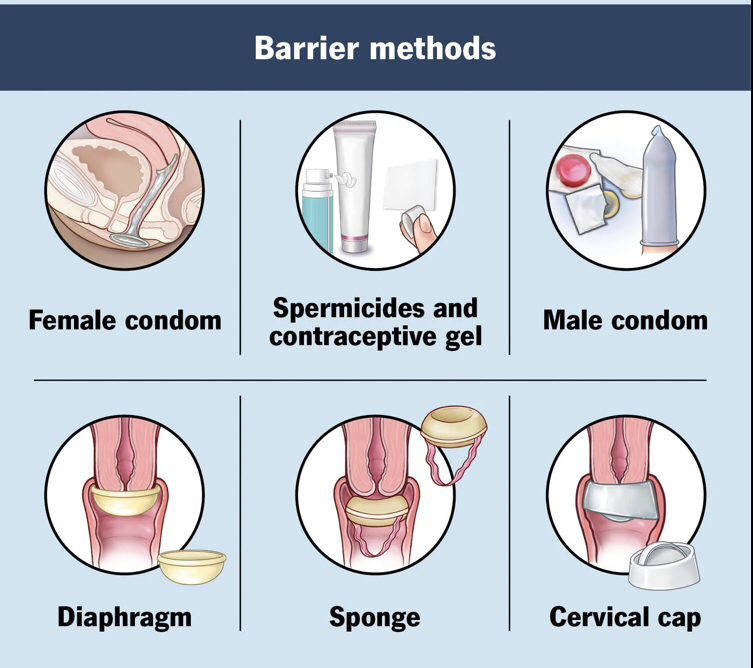 Barrier methods
Female condom
Spermicides and
contraceptive gel
Male condom
Diaphragm
Sponge
Cervical cap